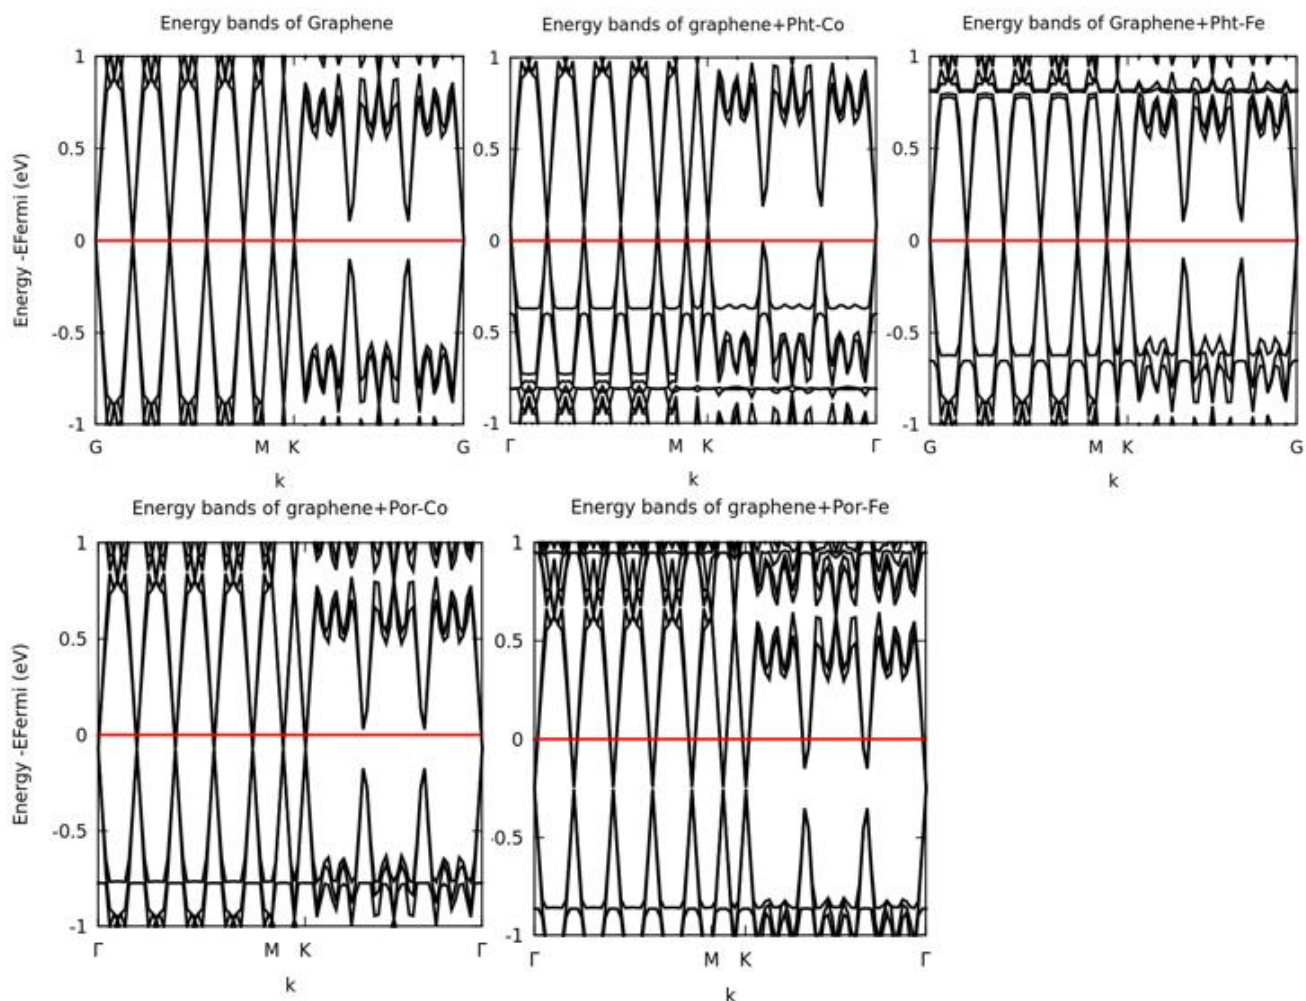 Energy bands of Graphene
Energy bands of graphene+Pht-Co
Energy bands of Graphene+Pht-Fe
Energy -EFermi (eV)
1
0.5
0
-0.5
-1
G
M
K
G
k
1
0.5
0
0.5
-1
Γ
M
K
Γ
k
1
0.5
0
-0.5
-1
G
M
K
G
k
Energy bands of graphene+Por-Co
Energy bands of graphene+Por-Fe
Energy -EFermi (eV)
1
0.5
0
-0.5
-1
Γ
M
K
Γ
k
1
0.5
0
0.5
-1
Γ
M
K
Γ
k